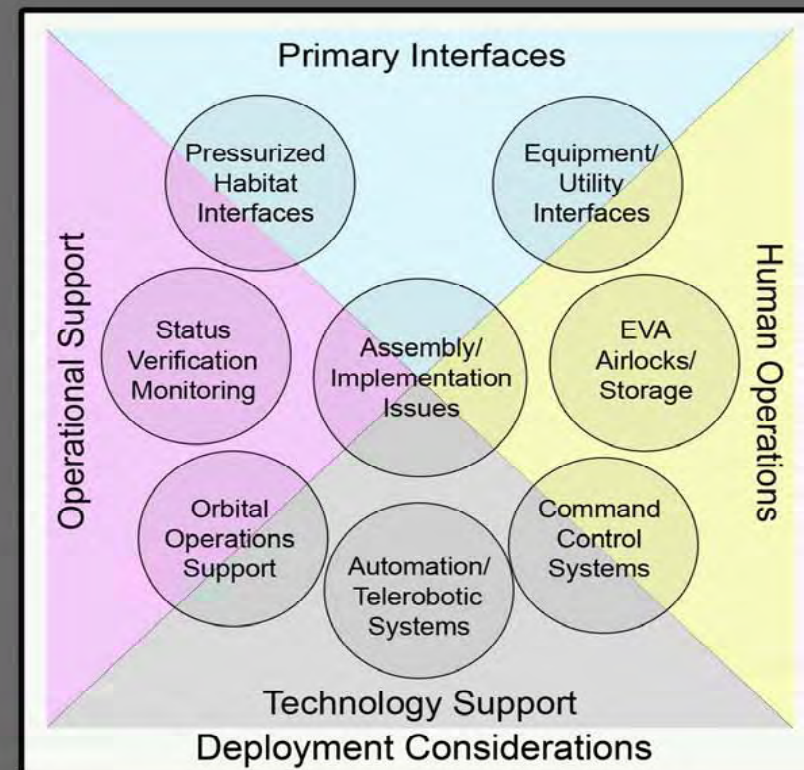 Primary Interfaces
Pressurized
Habitat
Interfaces
Equipment/
Utility
Interfaces
Operational Support
Status
Verification
Monitoring
Assembly/
Implementation
Issues
EVA
Airlocks/
Storage
Human Operations
Orbital
Operations
Support
Automation/
Telerobotic
Systems
Command
Control
Systems
Technology Support
Deployment Considerations